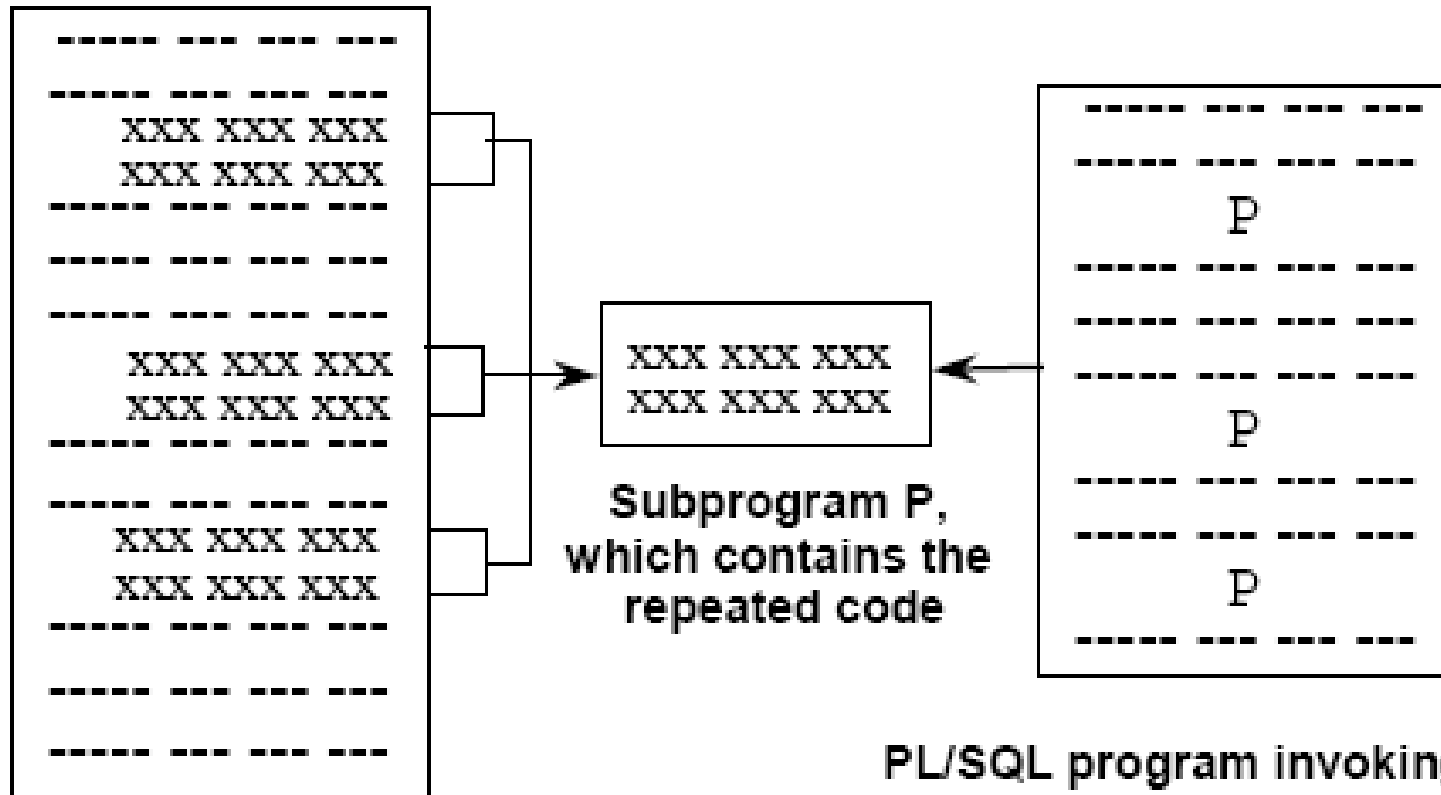 ----- --- --- ---
----- --- --- ---
xxx xxx xxx
xxx xxx xxx
----- --- --- ---
----- --- --- ---
----- --- --- ---
xxx xxx xxx
xxx xxx xxx
----- --- --- ---
----- --- --- ---
xxx xxx xxx
xxx xxx xxx
----- --- --- ---
----- --- --- ---
----- --- --- ---
xxx xxx xxx
xxx xxx xxx
Subprogram P,
which contains the
repeated code
----- --- --- ---
----- --- --- ---
P
----- --- --- ---
----- --- --- ---
----- --- --- ---
P
----- --- --- ---
----- --- --- ---
P
----- --- --- ---
PL/SQL program invokin